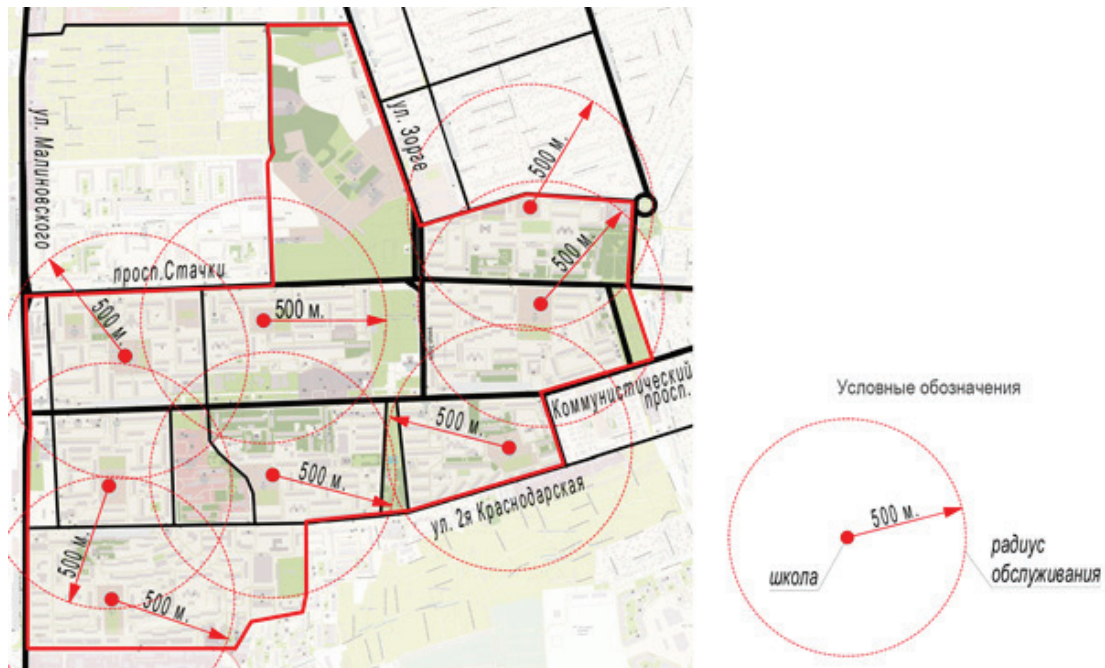 ул. Малиновского
ул. Зорге
500 м.
500 м.
просп.Стачки
500 м.
500 м.
Коммунистический
просп.
500 м.
500 м.
ул. 2я Краснодарская
500 м.
500 м.
Условные обозначения
500 м.
школа
радиус
обслуживания